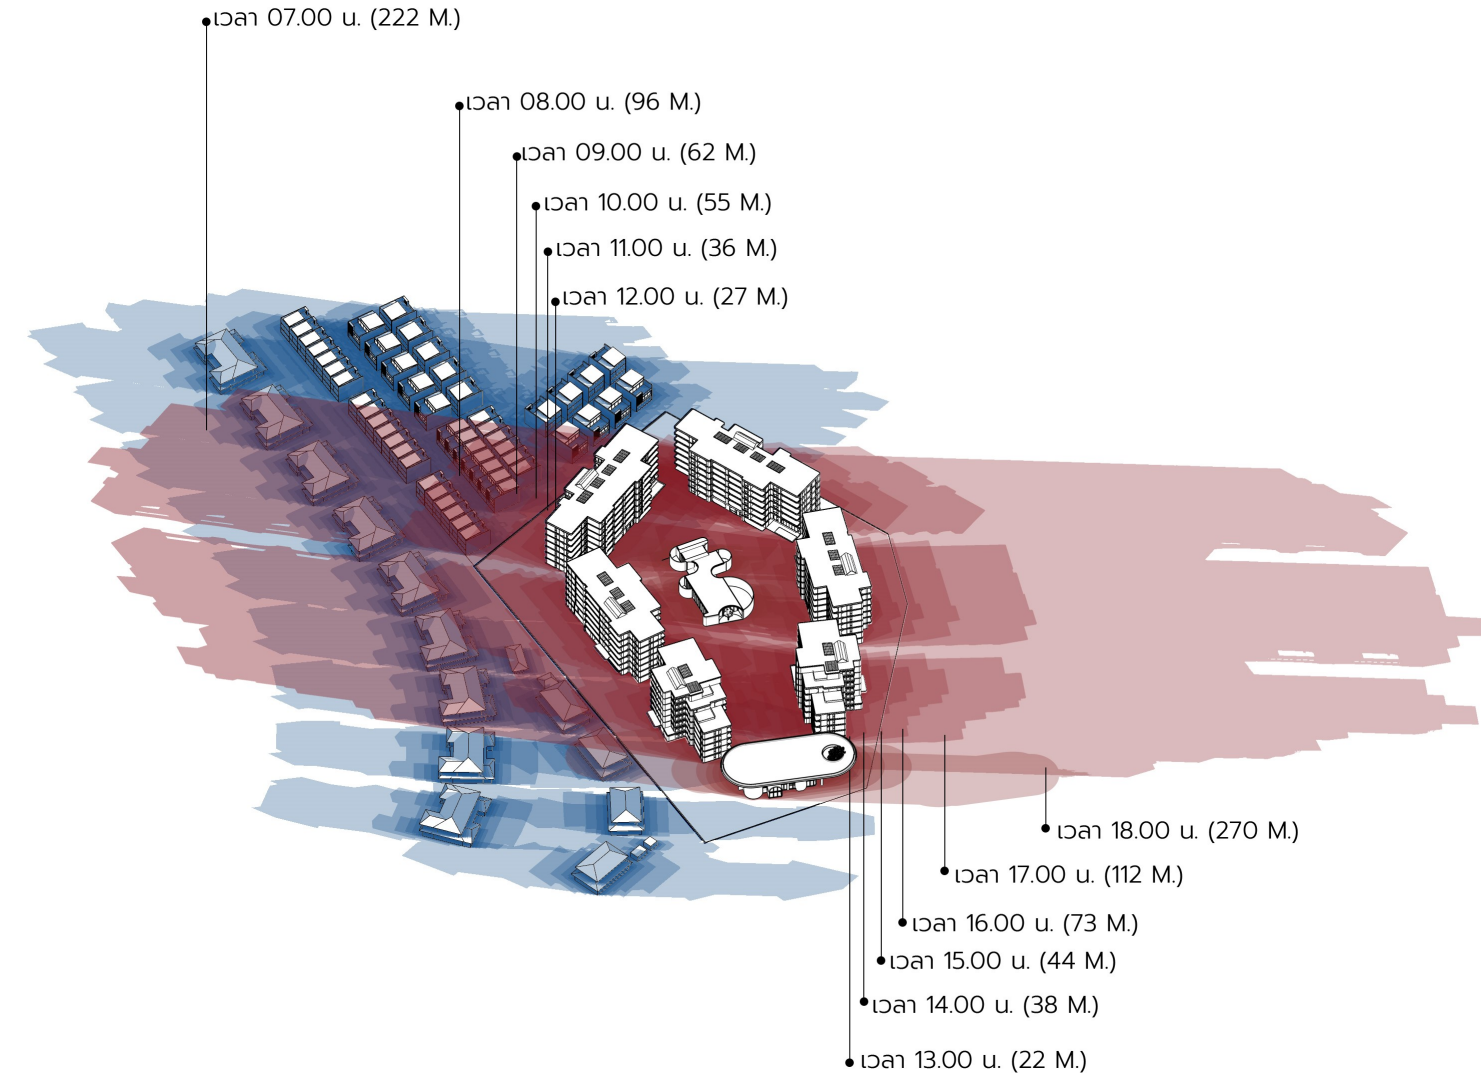 เวลา 07.00 น. (222 M.)
เวลา 08.00 น. (96 M.)
เวลา 09.00 น. (62 M.)
เวลา 10.00 น. (55 M.)
เวลา 11.00 น. (36 M.)
เวลา 12.00 น. (27 M.)
เวลา 18.00 น. (270 M.)
เวลา 17.00 น. (112 M.)
เวลา 16.00 น. (73 M.)
เวลา 15.00 น. (44 M.)
เวลา 14.00 น. (38 M.)
เวลา 13.00 น. (22 M.)